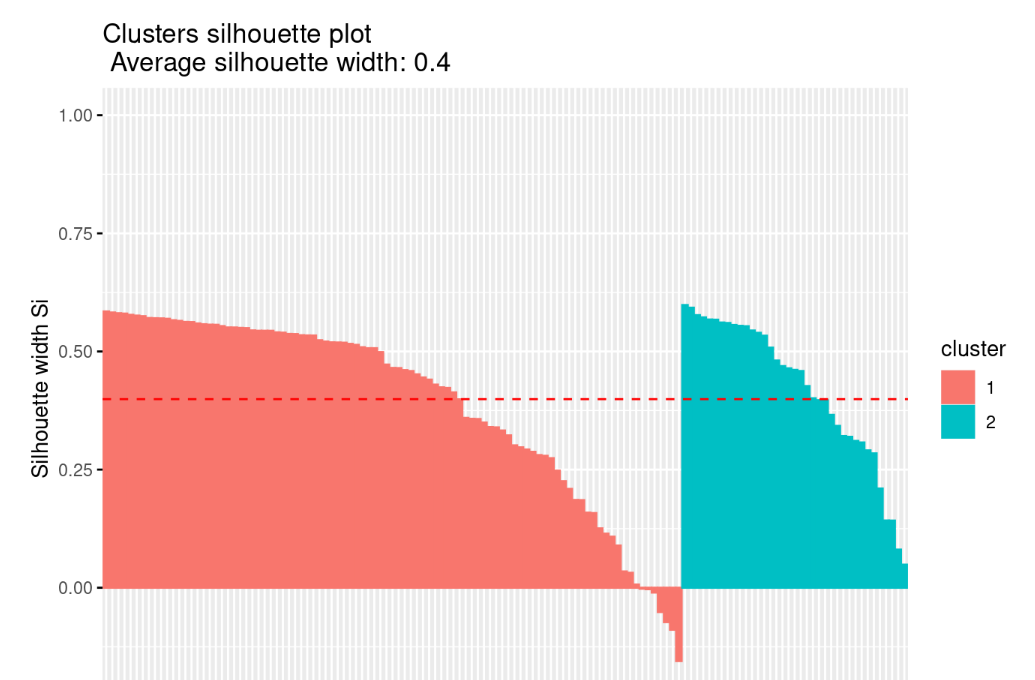 Clusters silhouette plot
Average silhouette width: 0.4
1.00
0.75
0.50
0.25
0.00
Silhouette width Si
cluster
1
2